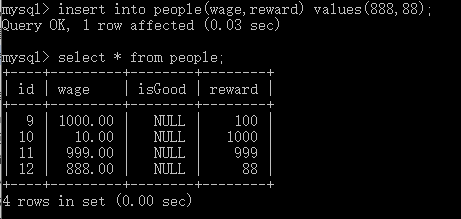 mysql> insert into people(wage,reward) values(888,88);
Query OK, 1 row affected (0.03 sec)
mysql> select * from people;
+----+---------+--------+--------+
| id | wage    | isGood | reward |
+----+---------+--------+--------+
|  9 | 1000.00 |   NULL |    100 |
| 10 |   10.00 |   NULL |   1000 |
| 11 |  999.00 |   NULL |    999 |
| 12 |  888.00 |   NULL |     88 |
+----+---------+--------+--------+
4 rows in set (0.00 sec)